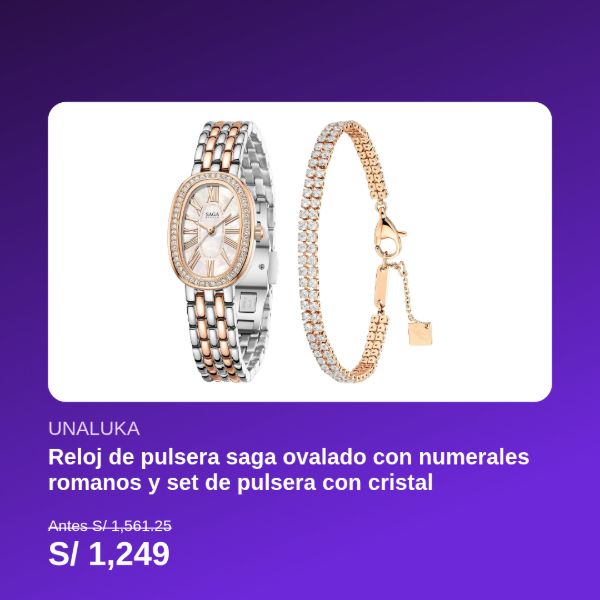 SAGA
UNALUKA
Reloj de pulsera saga ovalado con numerales
romanos y set de pulsera con cristal
Antes S/ 1,561.25
S/ 1,249